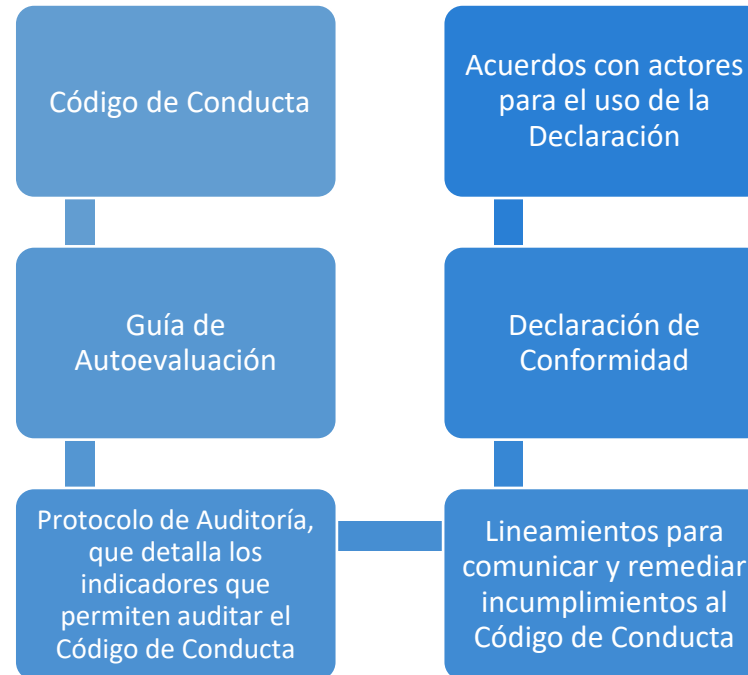 Código de Conducta
Guía de
Autoevaluación
Protocolo de Auditoría,
que detalla los
indicadores que
permiten auditar el
Código de Conducta
Lineamientos para
comunicar y remediar
incumplimientos al
Código de Conducta
Declaración de
Conformidad
Acuerdos con actores
para el uso de la
Declaración